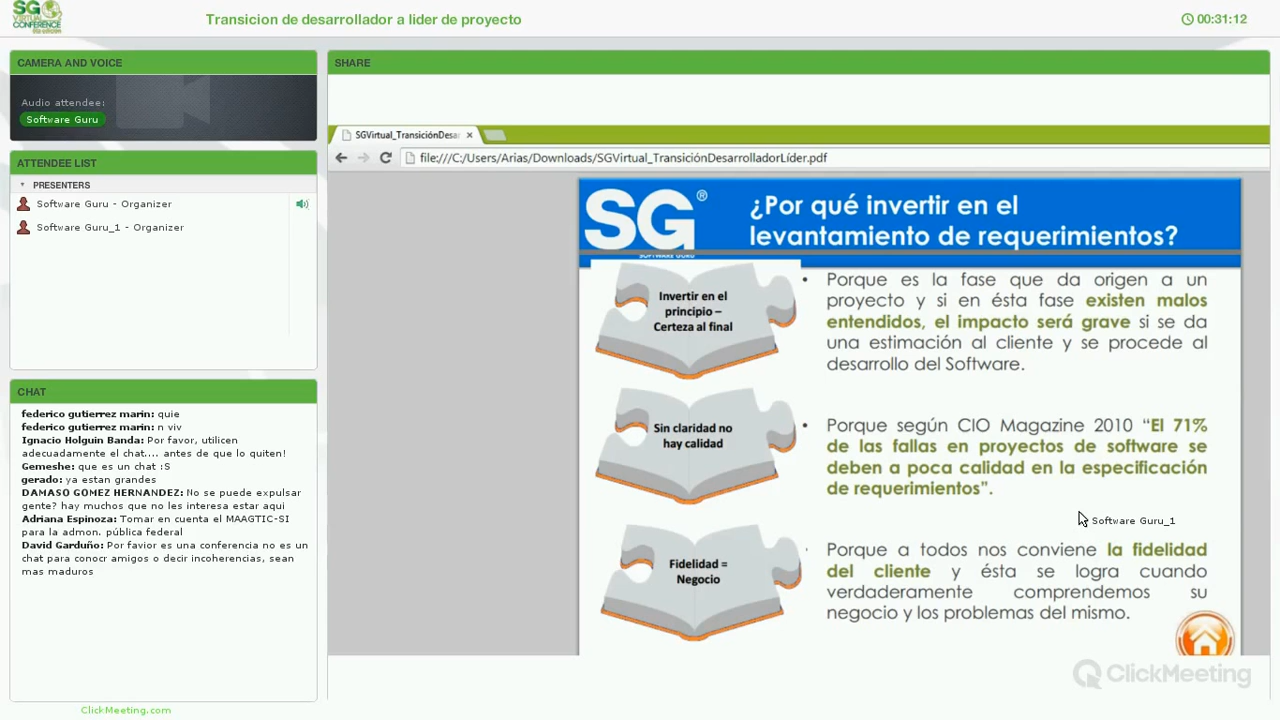 SG
VIRTUAL
CONFERENCE
Transicion de desarrollador a lider de proyecto
00:31:12
CAMERA AND VOICE
Audio attendee:
Software Guru
ATTENDEE LIST
PRESENTERS
Software Guru - Organizer
Software Guru_1 - Organizer
CHAT
federico gutierrez marin: quie
federico gutierrez marin: n viv
Ignacio Holguin Banda: Por favor, utilicen
adecuadamente el chat.... antes de que lo quiten!
Gemeshe: que es un chat :S
gerado: ya estan grandes
DAMASO GOMEZ HERNANDEZ: No se puede expulsar
gente? hay muchos que no les interesa estar aqui
Adriana Espinoza: Tomar en cuenta el MAAGTIC-SI
para la admon. pública federal
David Garduño: Por favior es una conferencia no es un
chat para conocr amigos o decir incoherencias, sean
mas maduros
ClickMeeting.com
SHARE
SGVirtual_TransiciónDesar
file:///C:/Users/Arias/Downloads/SGVirtual_TransiciónDesarrolladorLíder.pdf
SG®
SOFTWARE GURU
¿Por qué invertir en el
levantamiento de requerimientos?
Invertir en el
principio –
Certeza al final
• Porque es la fase que da origen a un
proyecto y si en ésta fase existen malos
entendidos, el impacto será grave si se da
una estimación al cliente y se procede al
desarrollo del Software.
Sin claridad no
hay calidad
• Porque según CIO Magazine 2010 “El 71%
de las fallas en proyectos de software se
deben a poca calidad en la especificación
de requerimientos”.
Software Guru_1
Fidelidad =
Negocio
Porque a todos nos conviene la fidelidad
del cliente y ésta se logra cuando
verdaderamente comprendemos su
negocio y los problemas del mismo.
ClickMeeting